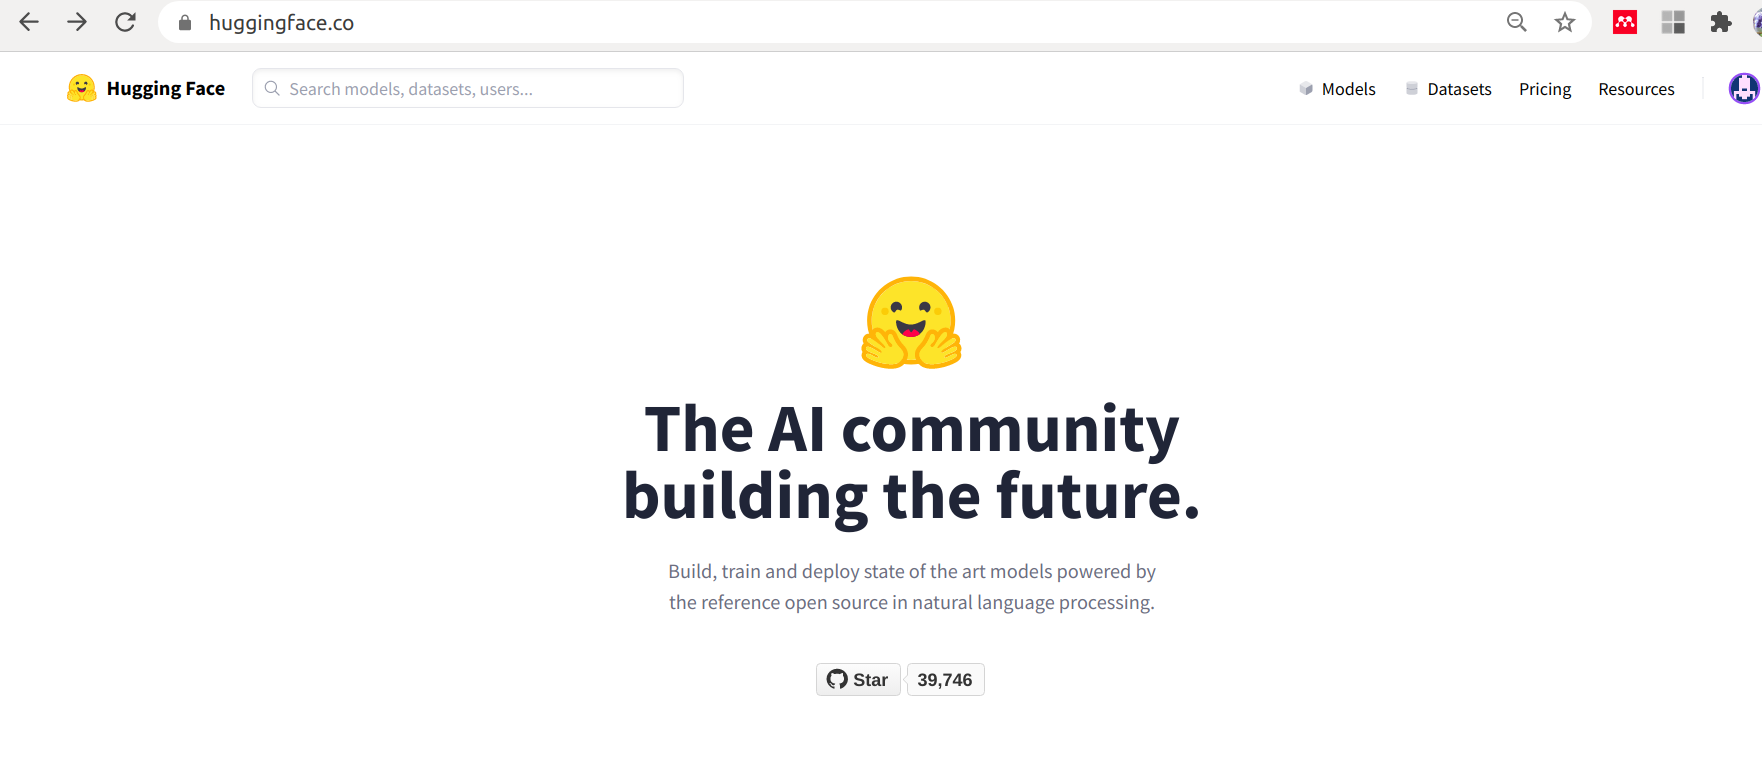 huggingface.co
Hugging Face
Search models, datasets, users...
Models
Datasets
Pricing
Resources
The AI community
building the future.
Build, train and deploy state of the art models powered by
the reference open source in natural language processing.
Star
39,746